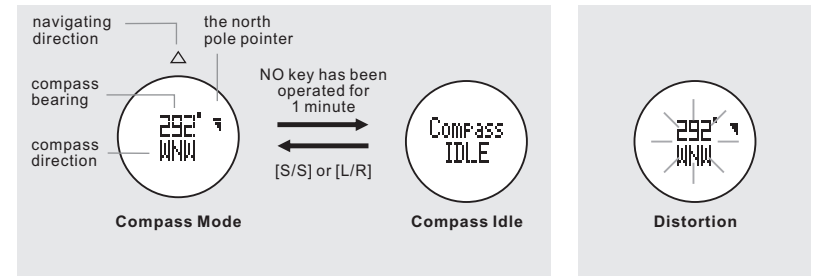 navigating
direction
the north
pole pointer
compass
bearing
compass
direction
292°
WNW
Compass Mode
NO key has been
operated for
1 minute
[S/S] or [L/R]
Compass
IDLE
Compass Idle
292°
WNW
Distortion